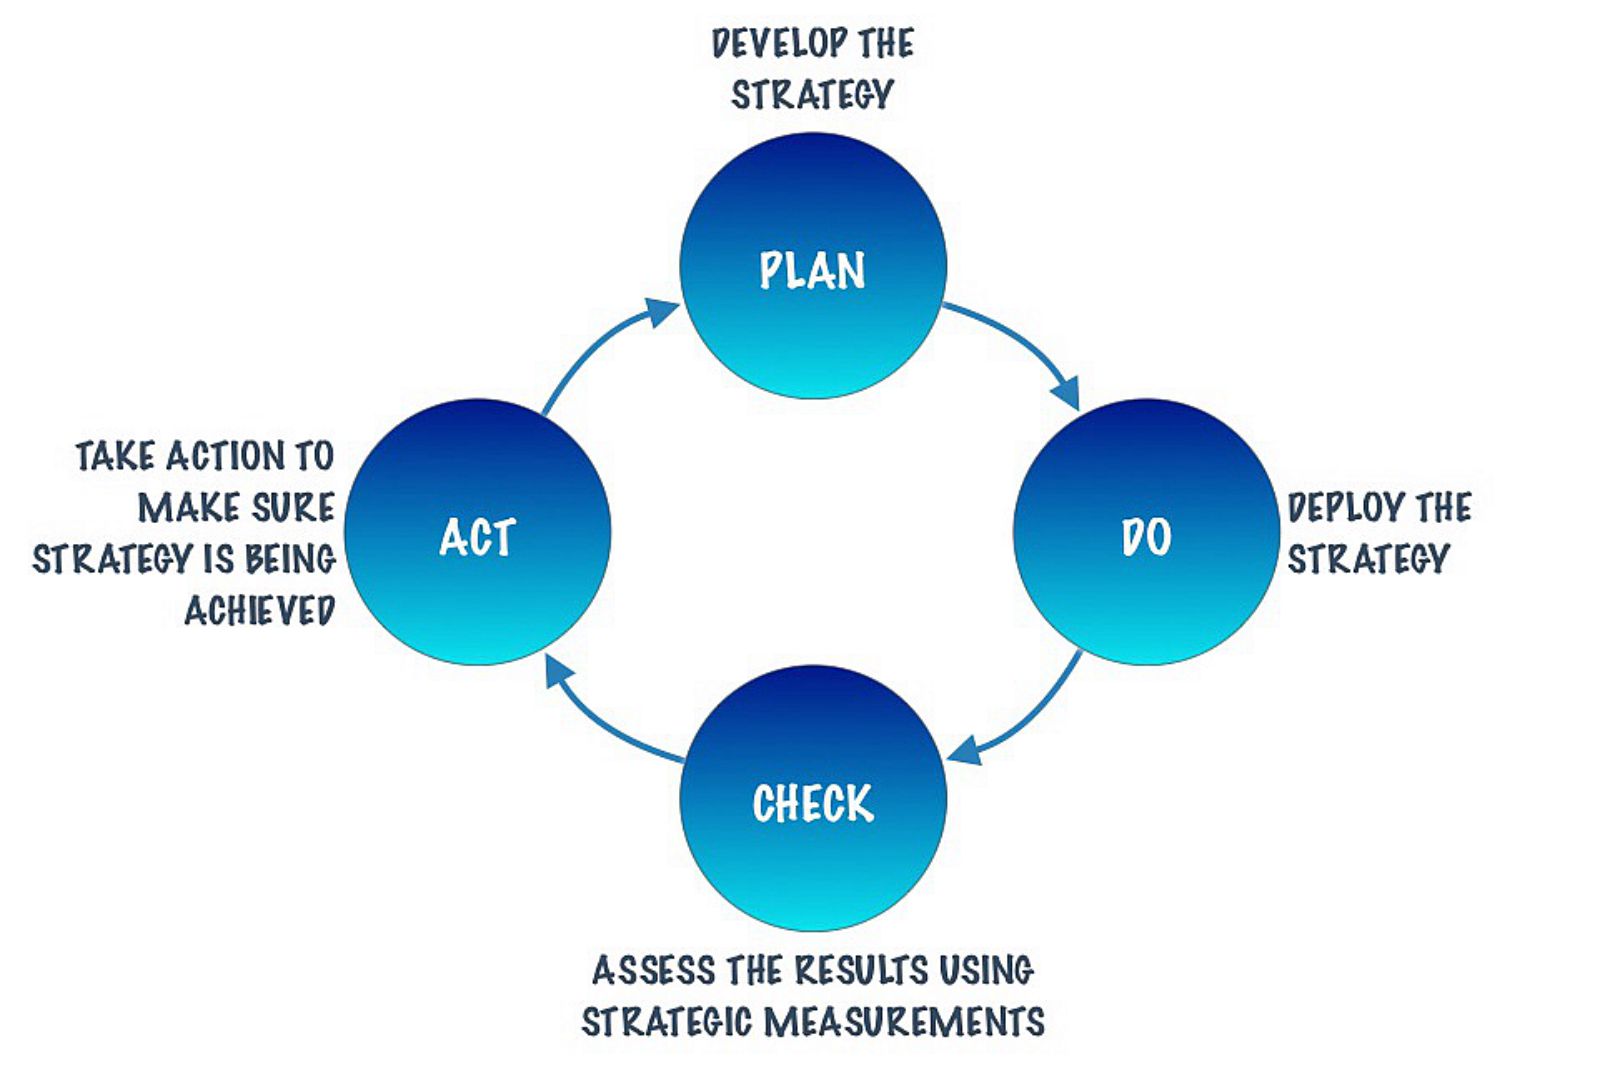 DEVELOP THE
STRATEGY
PLAN
TAKE ACTION TO
MAKE SURE
STRATEGY IS BEING
ACHIEVED
ACT
DO
DEPLOY THE
STRATEGY
CHECK
ASSESS THE RESULTS USING
STRATEGIC MEASUREMENTS